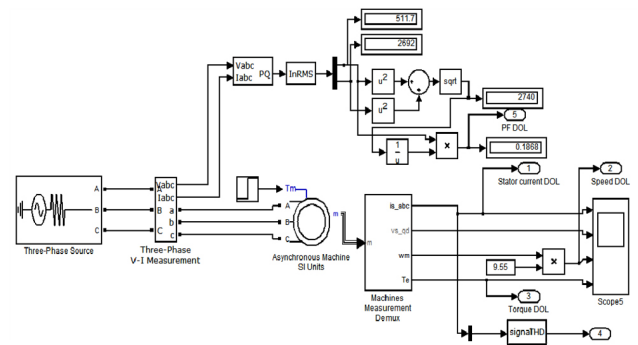 511.7
2692
Vabc
Iabc
PQ
InRMS
u²
sqrt
u²
2740
5
PF DOL
1
u
×
0.1868
1
Stator current DOL
2
Speed DOL
A
B
C
Three-Phase Source
A
B
C
Vabc
Iabc
a
b
c
Three-Phase
V-I Measurement
Tm
A
B
C
m
Asynchronous Machine
SI Units
m
is_abc
vs_qd
wm
Te
Machines
Measurement
Demux
9.55
×
Scope5
3
Torque DOL
signalTHD
4